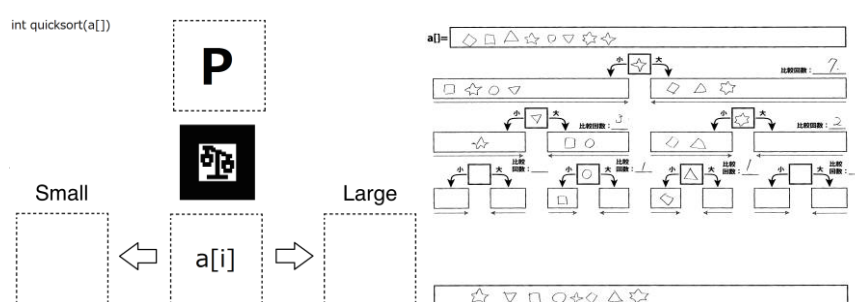 int quicksort(a[])
P
Small
Large
a[i]
a[]=
小 大
比較回数: 7
小 大
比較回数: 3
小 大
比較回数: 2
小 大
比較回数:
小 大
比較回数: 1
小 大
比較回数: 1
小 大
比較回数: